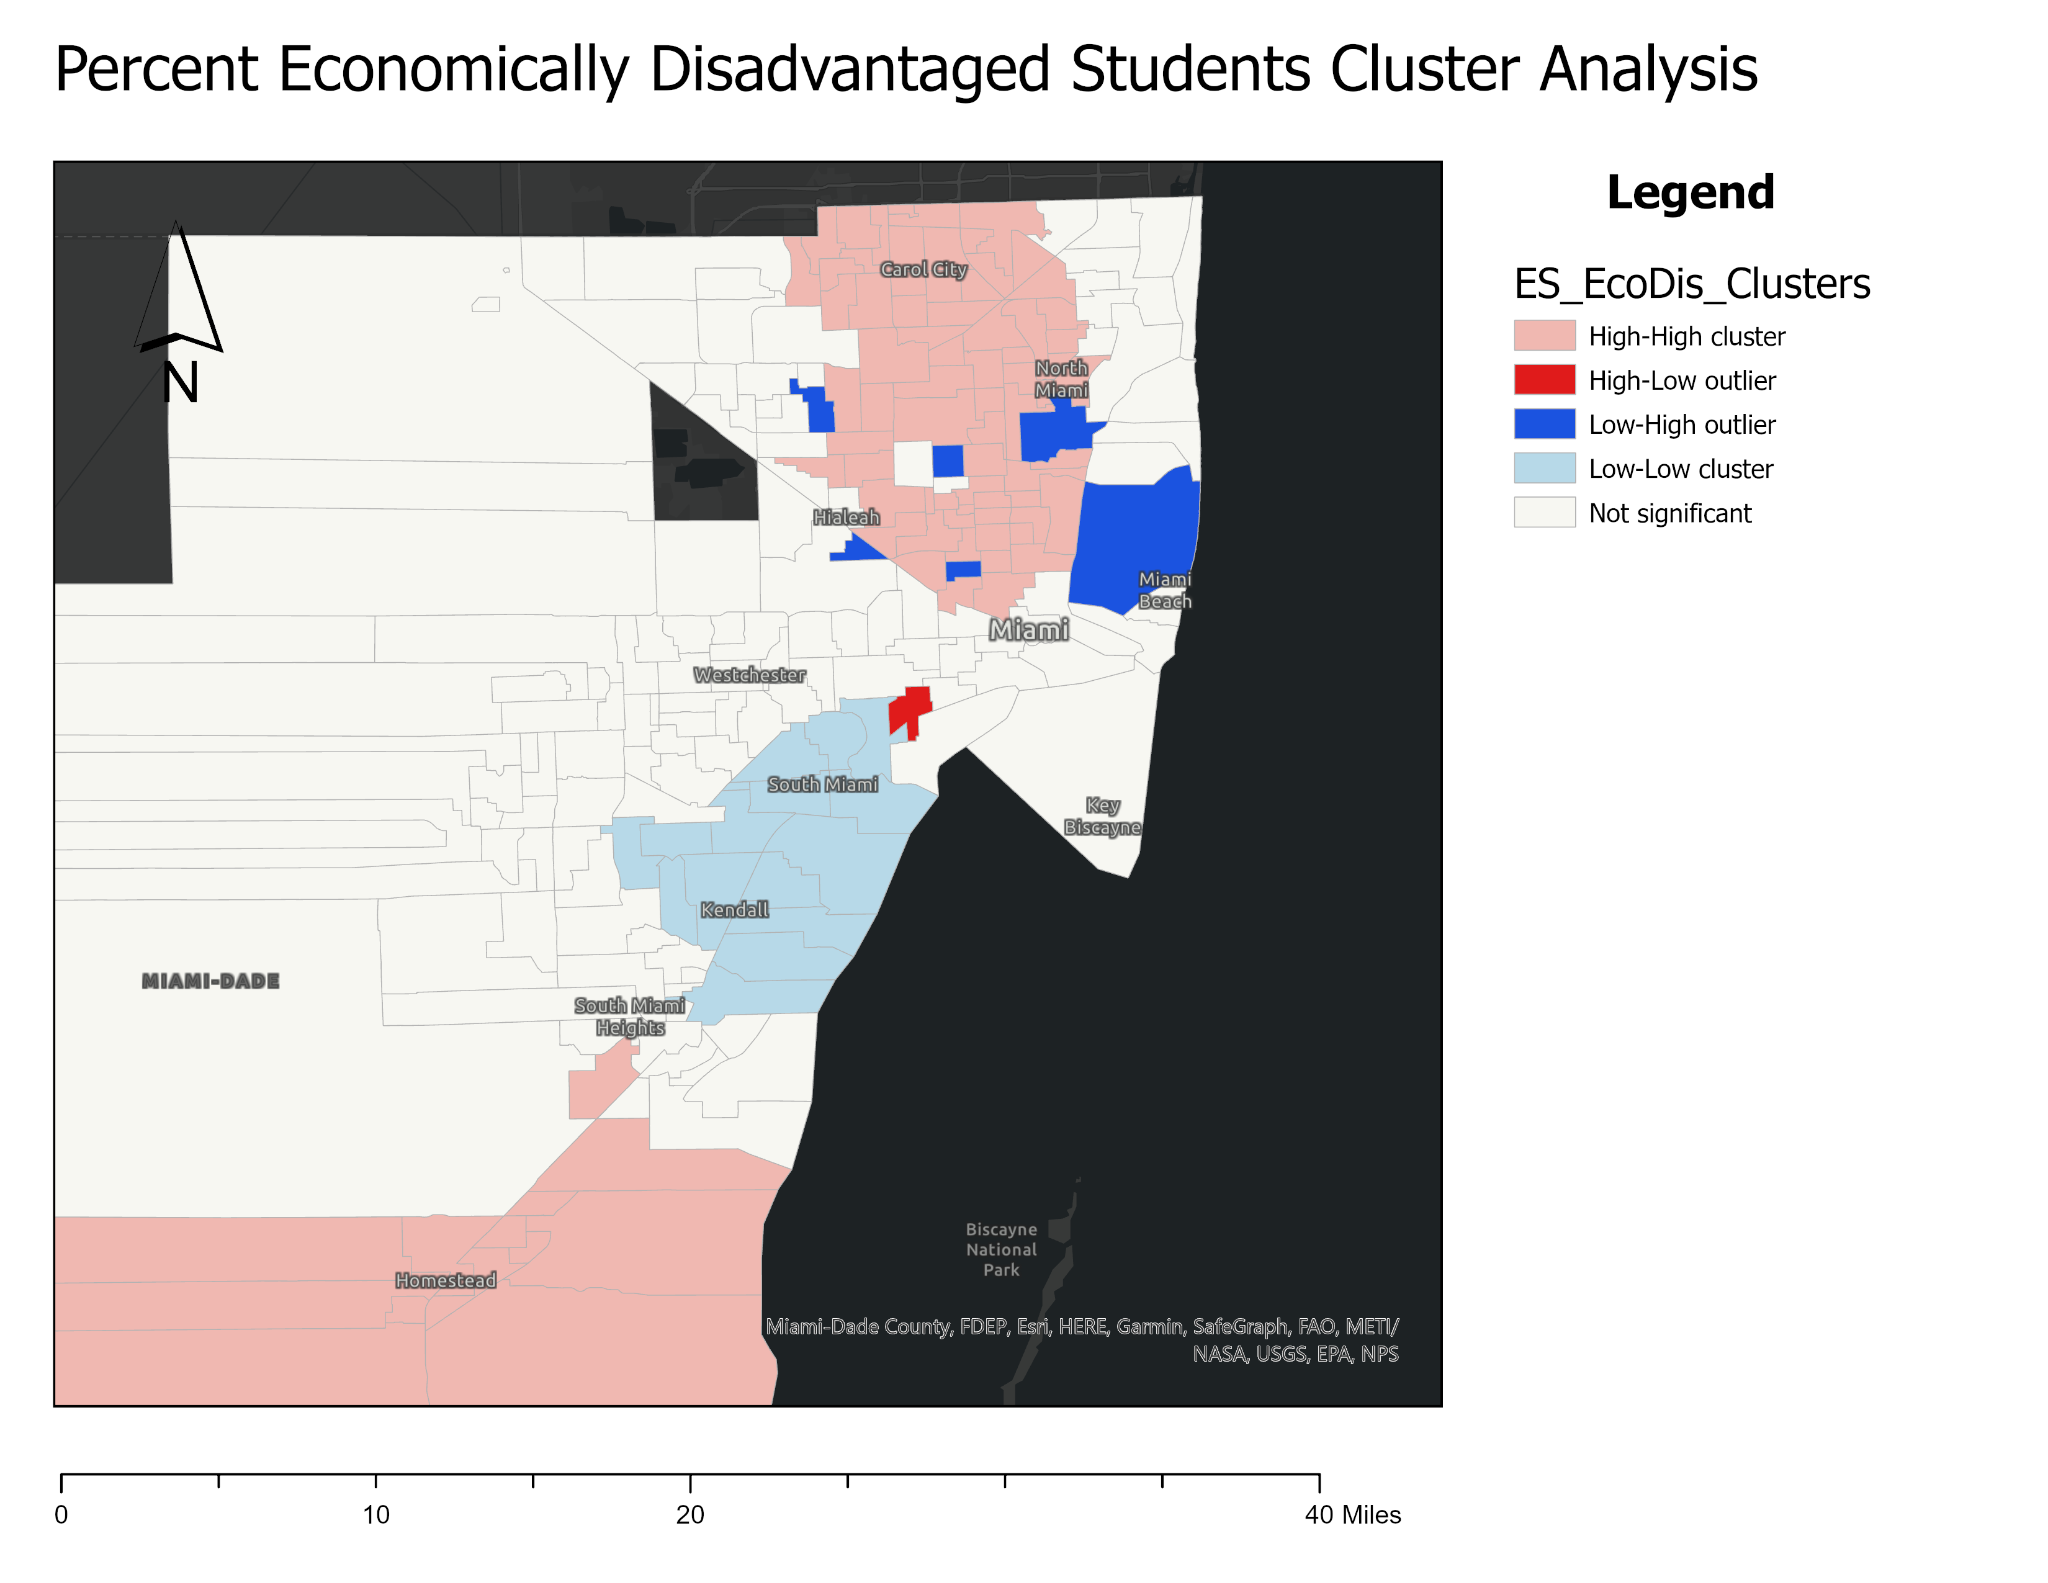 Percent Economically Disadvantaged Students Cluster Analysis
Legend
ES_EcoDis_Clusters
High-High cluster
High-Low outlier
Low-High outlier
Low-Low cluster
Not significant
N
Carol City
North
Miami
Hialeah
Miami
Beach
Miami
Westchester
South Miami
Key
Biscayne
Kendall
MIAMI-DADE
South Miami
Heights
Biscayne
National
Park
Homestead
Miami-Dade County, FDEP, Esri, HERE, Garmin, SafeGraph, FAO, METI/
NASA, USGS, EPA, NPS
0 10 20 40 Miles